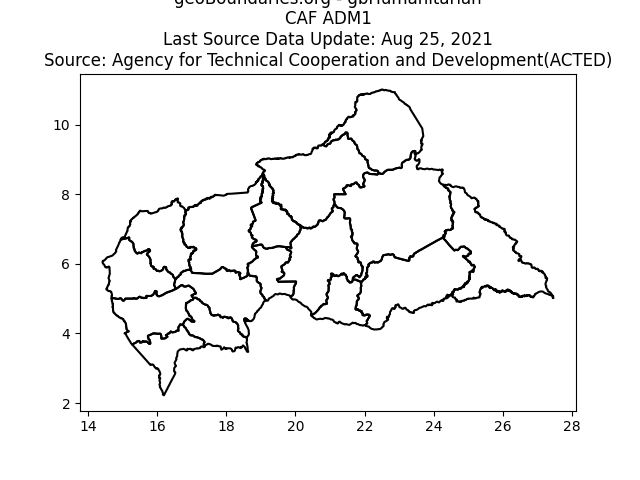 geoBoundaries.org - gbHumanitarian
CAF ADM1
Last Source Data Update: Aug 25, 2021
Source: Agency for Technical Cooperation and Development(ACTED)
10
8
6
4
2
14 16 18 20 22 24 26 28